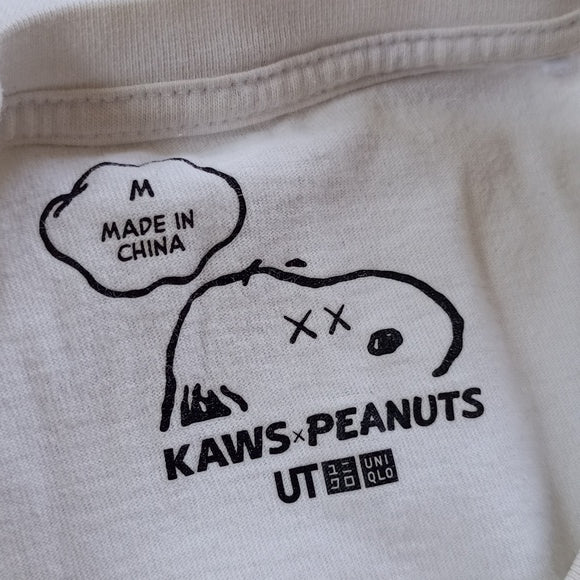 M
MADE IN
CHINA
KAWS×PEANUTS
UT ユニクロ UNIQLO